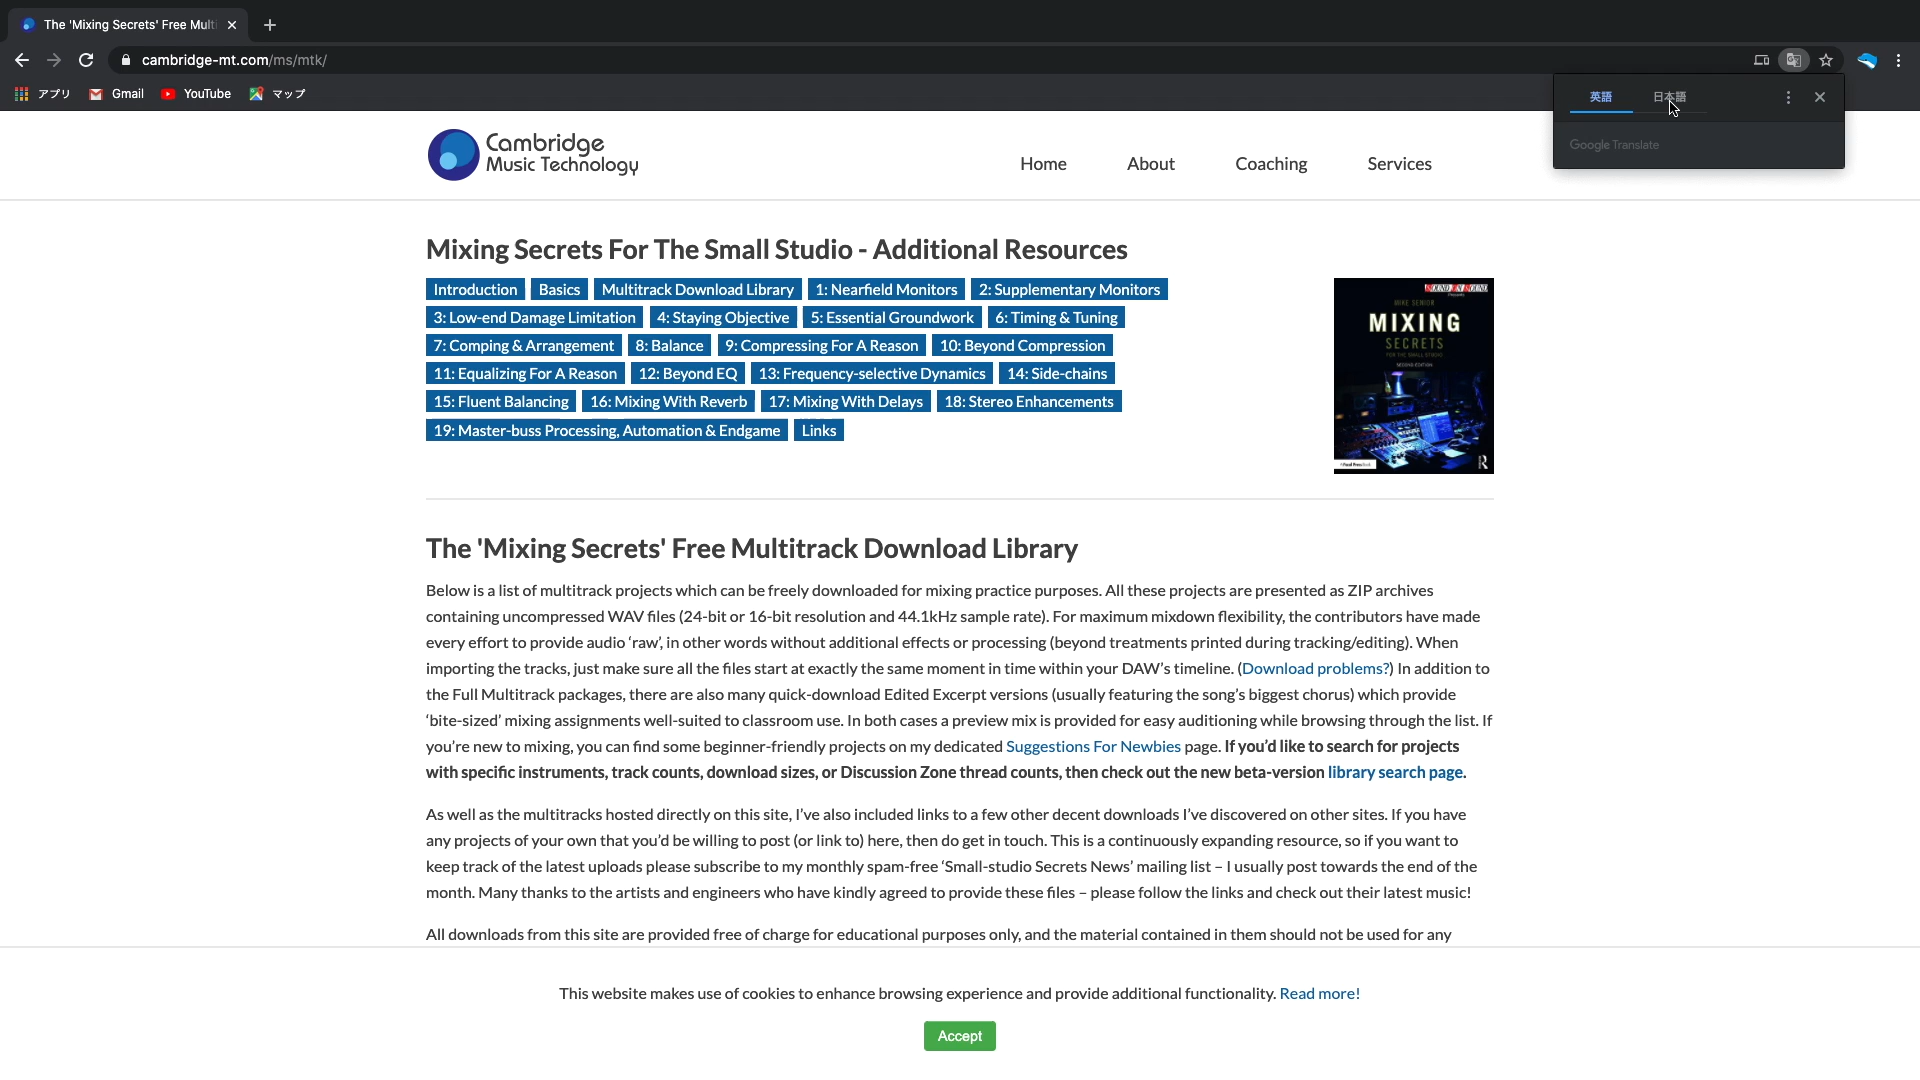 The 'Mixing Secrets' Free Multi
cambridge-mt.com/ms/mtk/
アプリ Gmail YouTube マップ
英語 日本語
Google Translate
Cambridge
Music Technology
Home About Coaching Services
Mixing Secrets For The Small Studio - Additional Resources
Introduction Basics Multitrack Download Library 1: Nearfield Monitors 2: Supplementary Monitors
3: Low-end Damage Limitation 4: Staying Objective 5: Essential Groundwork 6: Timing & Tuning
7: Comping & Arrangement 8: Balance 9: Compressing For A Reason 10: Beyond Compression
11: Equalizing For A Reason 12: Beyond EQ 13: Frequency-selective Dynamics 14: Side-chains
15: Fluent Balancing 16: Mixing With Reverb 17: Mixing With Delays 18: Stereo Enhancements
19: Master-buss Processing, Automation & Endgame Links
SOUND ON SOUND
MIKE SENIOR
MIXING
SECRETS
FOR THE SMALL STUDIO
SECOND EDITION
The 'Mixing Secrets' Free Multitrack Download Library
Below is a list of multitrack projects which can be freely downloaded for mixing practice purposes. All these projects are presented as ZIP archives
containing uncompressed WAV files (24-bit or 16-bit resolution and 44.1kHz sample rate). For maximum mixdown flexibility, the contributors have made
every effort to provide audio ‘raw’, in other words without additional effects or processing (beyond treatments printed during tracking/editing). When
importing the tracks, just make sure all the files start at exactly the same moment in time within your DAW’s timeline. (Download problems?) In addition to
the Full Multitrack packages, there are also many quick-download Edited Excerpt versions (usually featuring the song’s biggest chorus) which provide
‘bite-sized’ mixing assignments well-suited to classroom use. In both cases a preview mix is provided for easy auditioning while browsing through the list. If
you’re new to mixing, you can find some beginner-friendly projects on my dedicated Suggestions For Newbies page. If you’d like to search for projects
with specific instruments, track counts, download sizes, or Discussion Zone thread counts, then check out the new beta-version library search page.
As well as the multitracks hosted directly on this site, I’ve also included links to a few other decent downloads I’ve discovered on other sites. If you have
any projects of your own that you’d be willing to post (or link to) here, then do get in touch. This is a continuously expanding resource, so if you want to
keep track of the latest uploads please subscribe to my monthly spam-free ‘Small-studio Secrets News’ mailing list – I usually post towards the end of the
month. Many thanks to the artists and engineers who have kindly agreed to provide these files – please follow the links and check out their latest music!
All downloads from this site are provided free of charge for educational purposes only, and the material contained in them should not be used for any
This website makes use of cookies to enhance browsing experience and provide additional functionality. Read more!
Accept